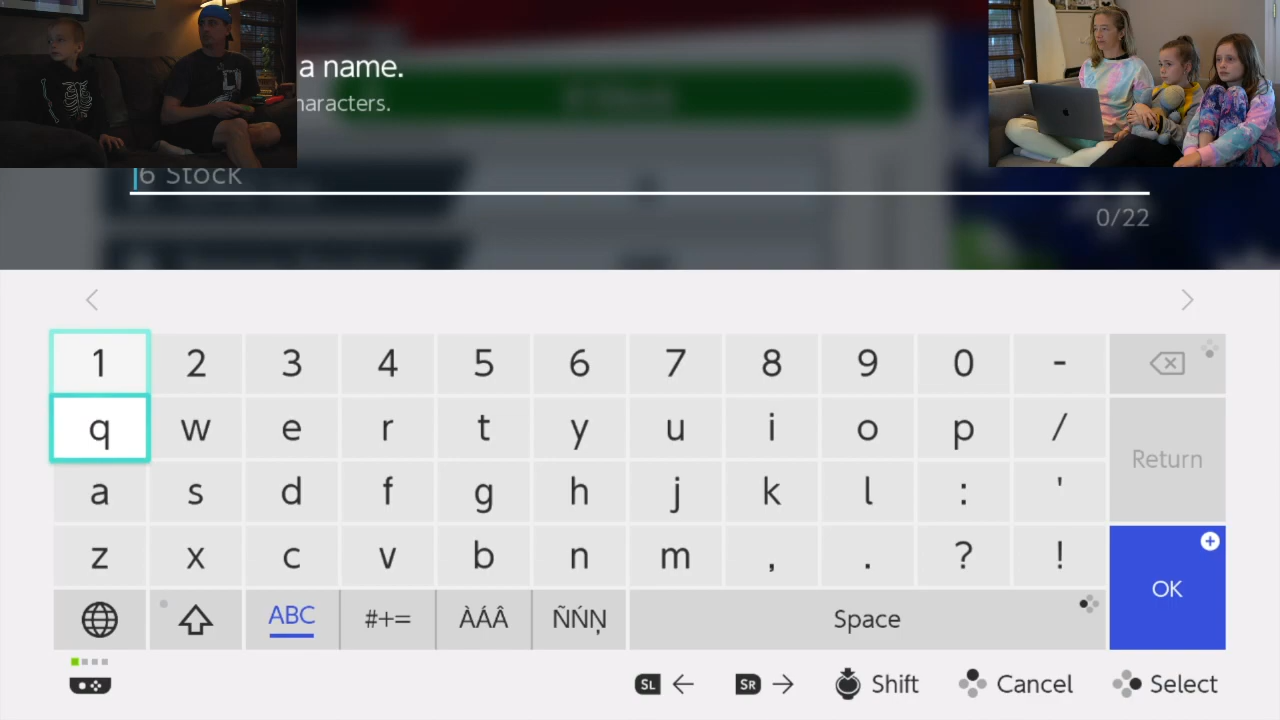 a name.
haracters.
6 Stock
0/22
1 2 3 4 5 6 7 8 9 0 -
q w e r t y u i o p /
Return
a s d f g h j k l : '
z x c v b n m , . ? !
OK
ABC #+= ÀÁÂ ÑŃŅ Space
SL ← SR → Shift Cancel Select